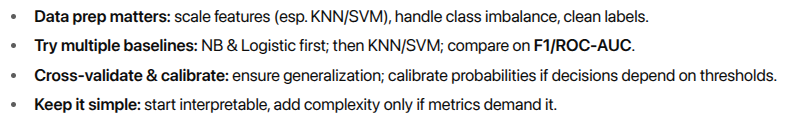 • Data prep matters: scale features (esp. KNN/SVM), handle class imbalance, clean labels.
• Try multiple baselines: NB & Logistic first; then KNN/SVM; compare on F1/ROC-AUC.
• Cross-validate & calibrate: ensure generalization; calibrate probabilities if decisions depend on thresholds.
• Keep it simple: start interpretable, add complexity only if metrics demand it.